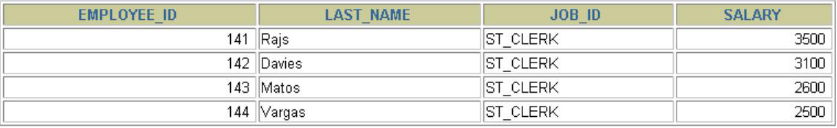 EMPLOYEE_ID LAST_NAME JOB_ID SALARY
141 Rajs ST_CLERK 3500
142 Davies ST_CLERK 3100
143 Matos ST_CLERK 2600
144 Vargas ST_CLERK 2500